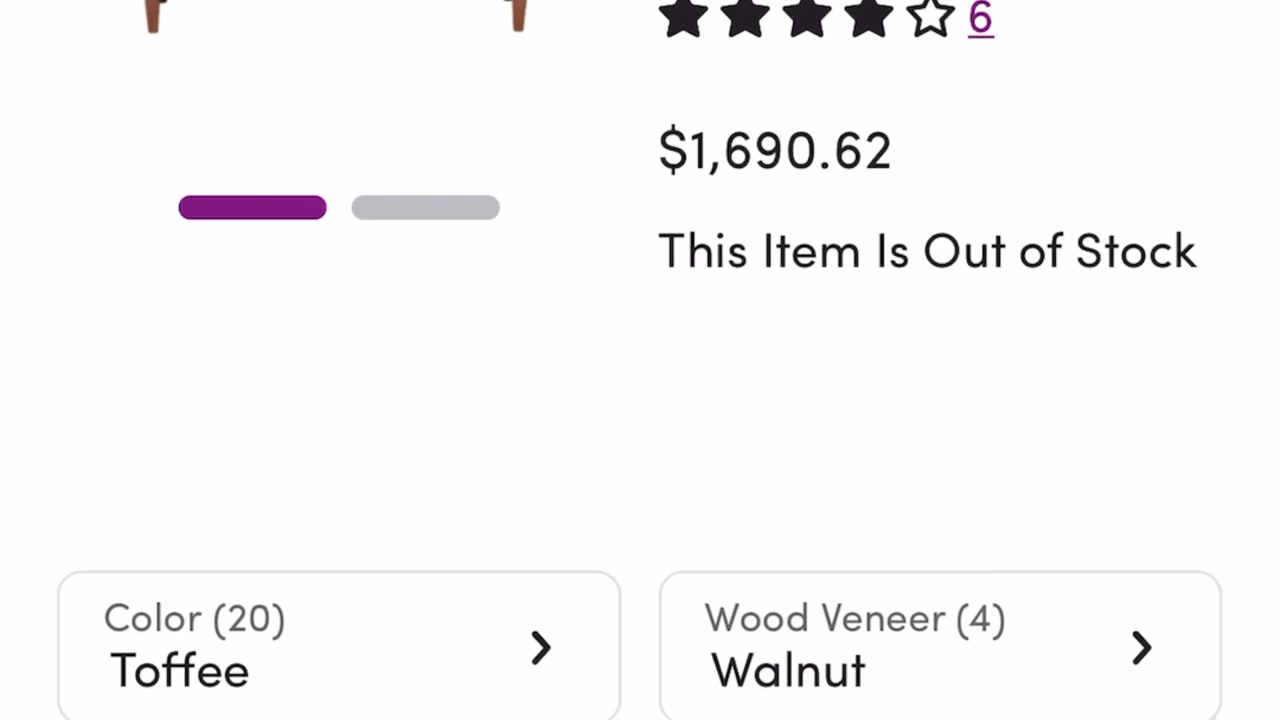 6
$1,690.62
This Item Is Out of Stock
Color (20)
Toffee
Wood Veneer (4)
Walnut